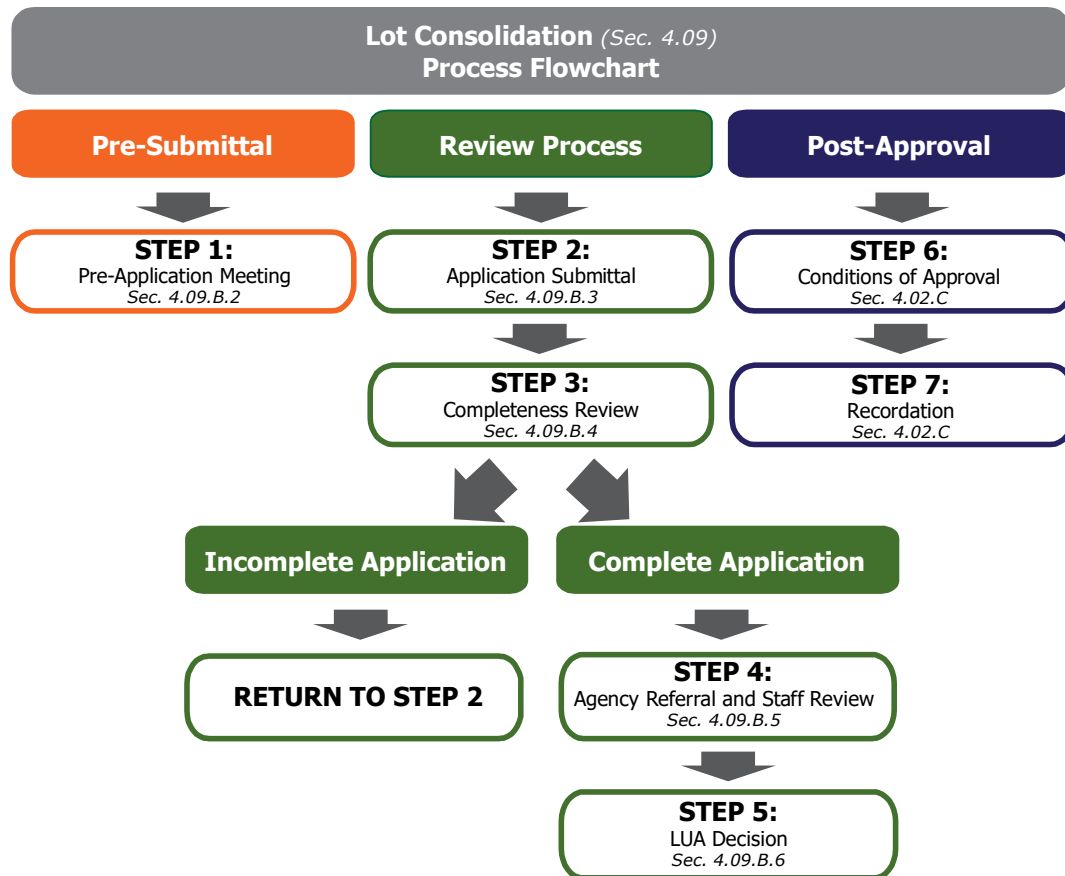 Lot Consolidation (Sec. 4.09)
Process Flowchart
Pre-Submittal
Review Process
Post-Approval
STEP 1:
Pre-Application Meeting
Sec. 4.09.B.2
STEP 2:
Application Submittal
Sec. 4.09.B.3
STEP 6:
Conditions of Approval
Sec. 4.02.C
STEP 3:
Completeness Review
Sec. 4.09.B.4
STEP 7:
Recordation
Sec. 4.02.C
Incomplete Application
Complete Application
RETURN TO STEP 2
STEP 4:
Agency Referral and Staff Review
Sec. 4.09.B.5
STEP 5:
LUA Decision
Sec. 4.09.B.6